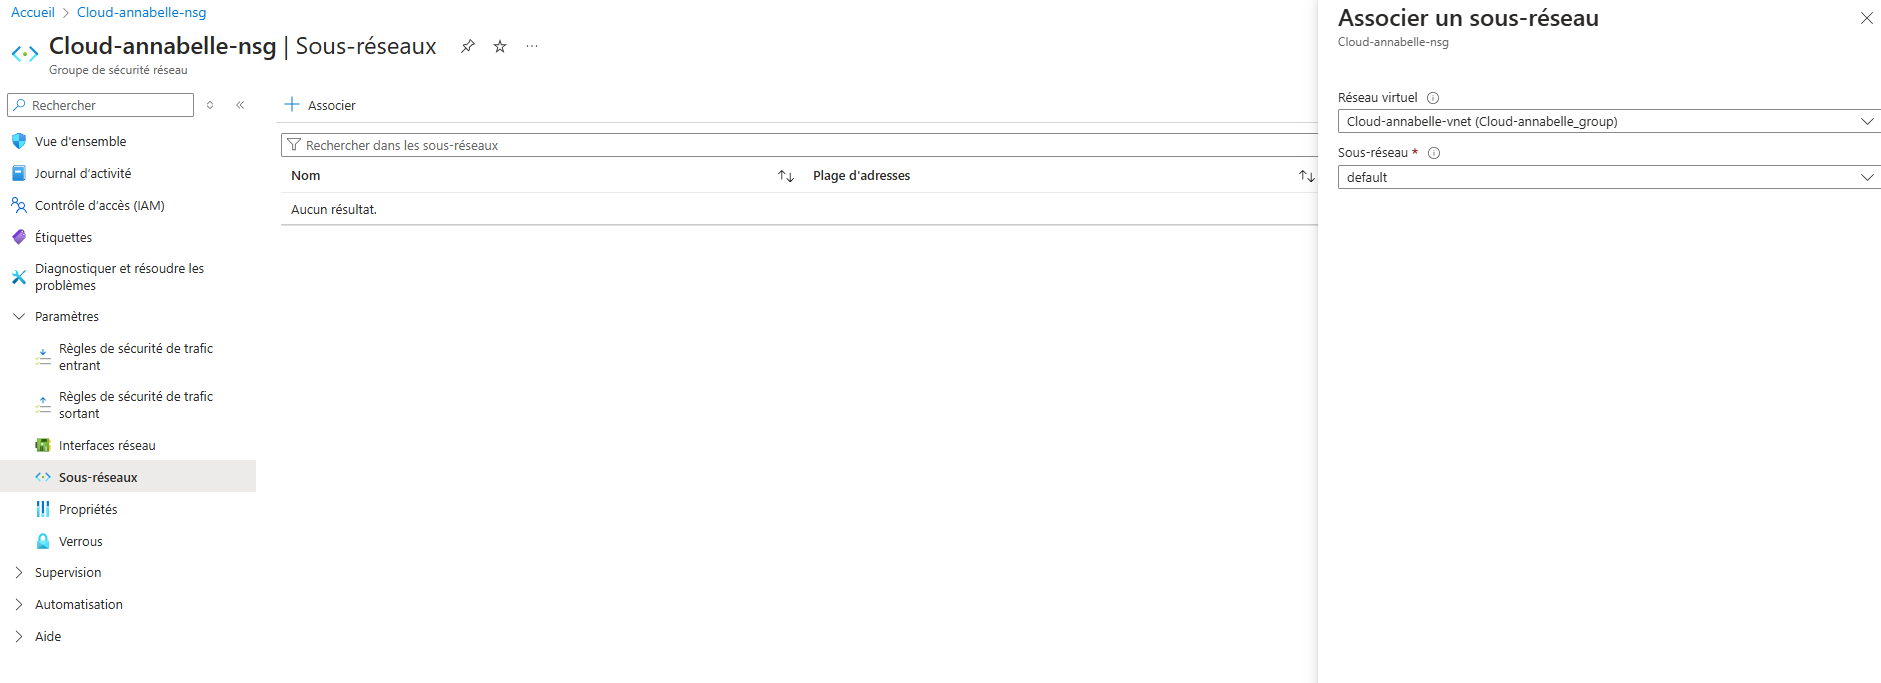 Accueil > Cloud-annabelle-nsg
Cloud-annabelle-nsg | Sous-réseaux
Groupe de sécurité réseau
Rechercher
Vue d'ensemble
Journal d'activité
Contrôle d'accès (IAM)
Étiquettes
Diagnostiquer et résoudre les
problèmes
Paramètres
Règles de sécurité de trafic
entrant
Règles de sécurité de trafic
sortant
Interfaces réseau
Sous-réseaux
Propriétés
Verrous
Supervision
Automatisation
Aide
Associer
Rechercher dans les sous-réseaux
Nom Plage d'adresses
Aucun résultat.
Associer un sous-réseau
Cloud-annabelle-nsg
Réseau virtuel
Cloud-annabelle-vnet (Cloud-annabelle_group)
Sous-réseau *
default